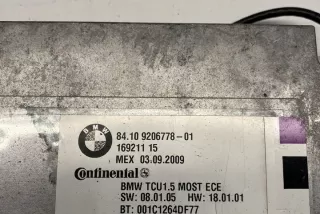 BMW
84.10 9206778-01
169211 15
MEX 03.09.2009
Continental
BMW TCU1.5 MOST ECE
SW: 08.01.05 HW: 18.01.01
BT: 001C1264DF77